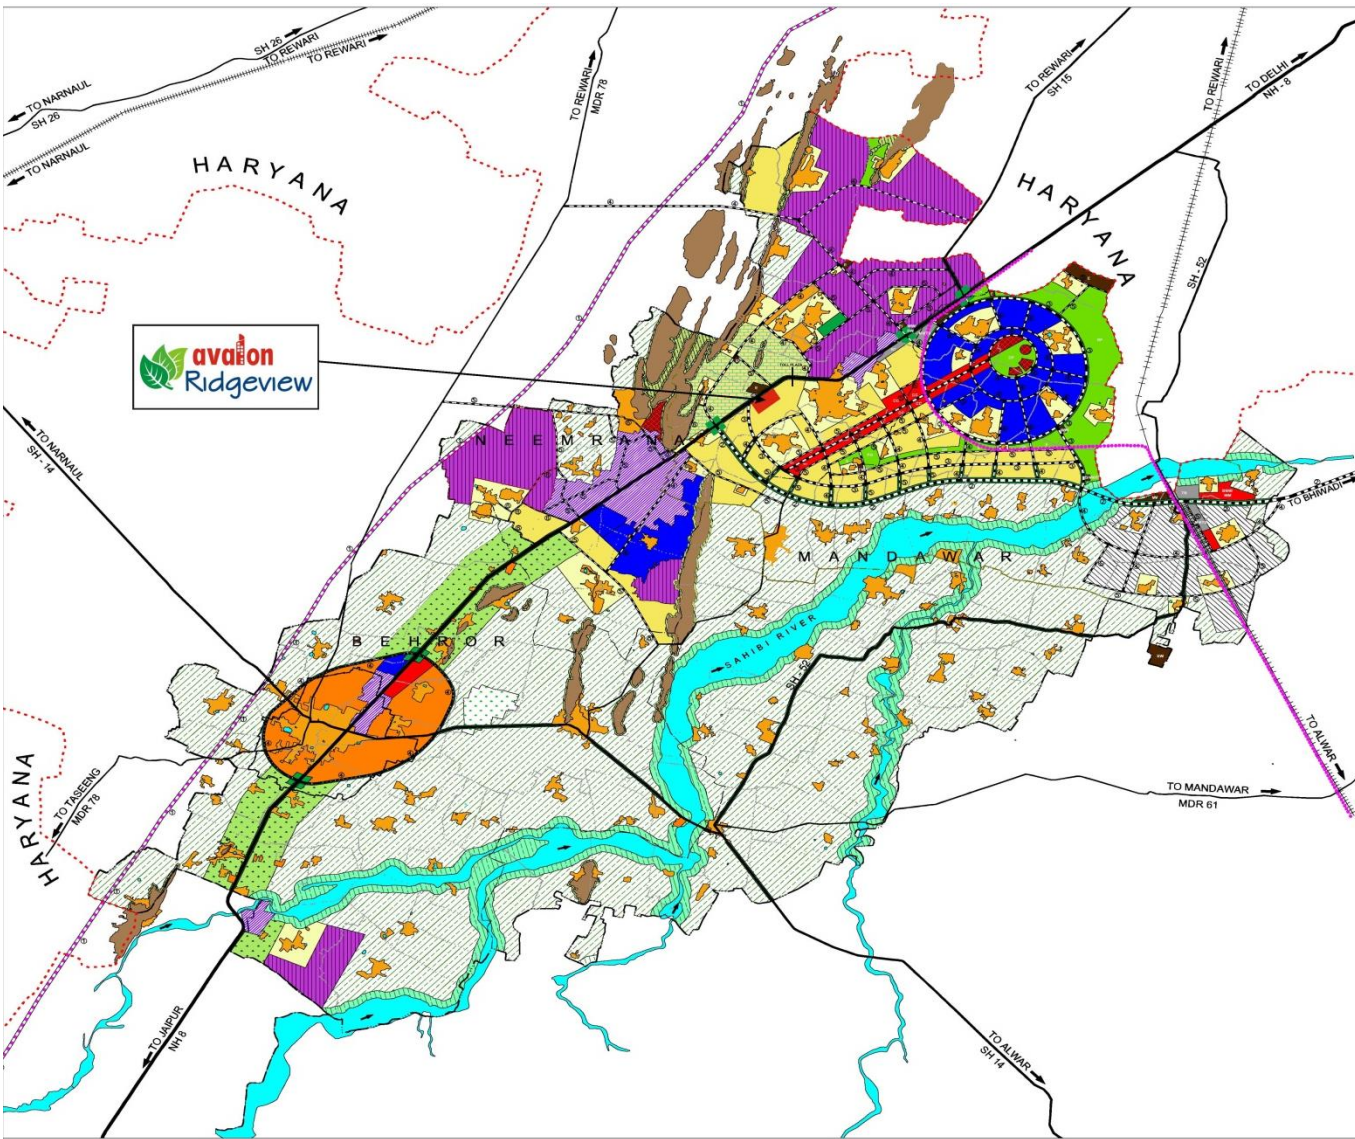 SH 26
TO REWARI
TO REWARI
TO NARNAUL
SH 26
TO NARNAUL
TO REWARI
MDR 78
TO REWARI
SH 15
TO REWARI
TO DELHI
NH - 8
HARYANA
HARYANA
SH - 52
avalon
Ridgeview
TO NARNAUL
SH - 14
NEEMRANA
TO BHIWADI
MANDAWAR
BEHROR
SAHIBI RIVER
SH - 52
HARYANA
TO TASEENG
MDR 78
TO ALWAR
TO MANDAWAR
MDR 61
TO JAIPUR
NH 8
TO ALWAR
SH 14